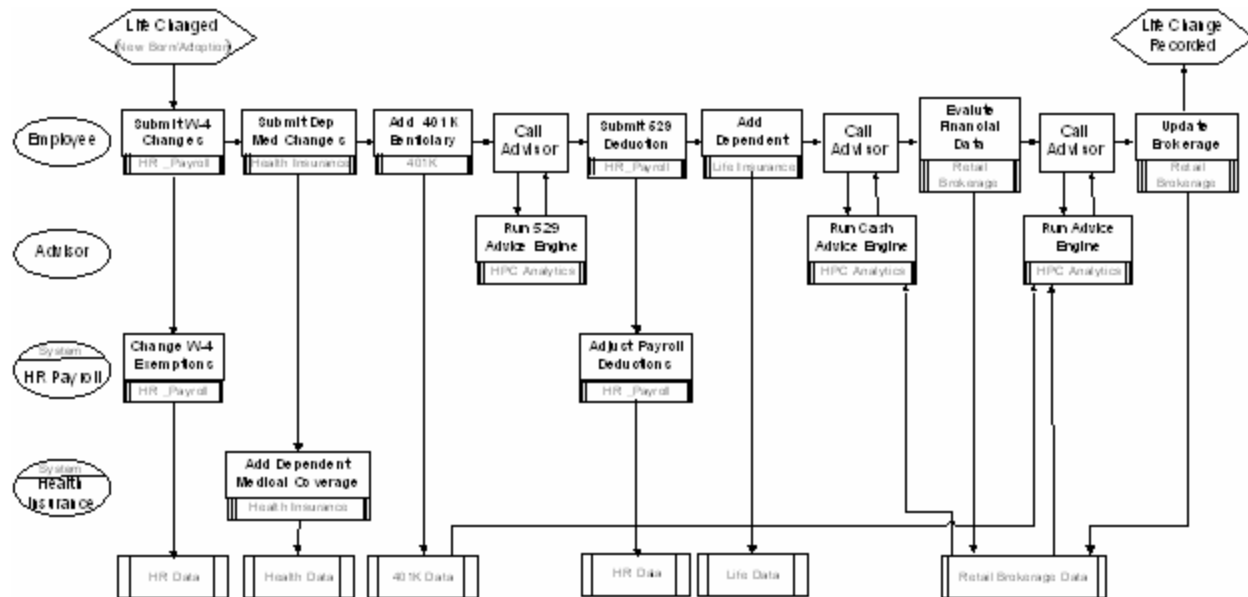 Life Changed
(New Born/Adoption)
Life Change
Recorded
Employee
Submit W-4
Changes
HR _Payroll
Submit Dep
Med Changes
Health Insurance
Add 401K
Benficiary
401K
Call
Advisor
Submit 529
Deduction
HR_Payroll
Add
Dependent
Life Insurance
Call
Advisor
Evalute
Financial
Data
Retail
Brokerage
Call
Advisor
Update
Brokerage
Retail
Brokerage
Advisor
Run 529
Advice Engine
HPC Analytics
Run Cash
Advice Engine
HPC Analytics
Run Advice
Engine
HPC Analytics
System
HR Payroll
Change W-4
Exemptions
HR _Payroll
Adjust Payroll
Deductions
HR _Payroll
System
Health
Insurance
Add Dependent
Medical Coverage
Health Insurance
HR Data
Health Data
401K Data
HR Data
Life Data
Retail Brokerage Data